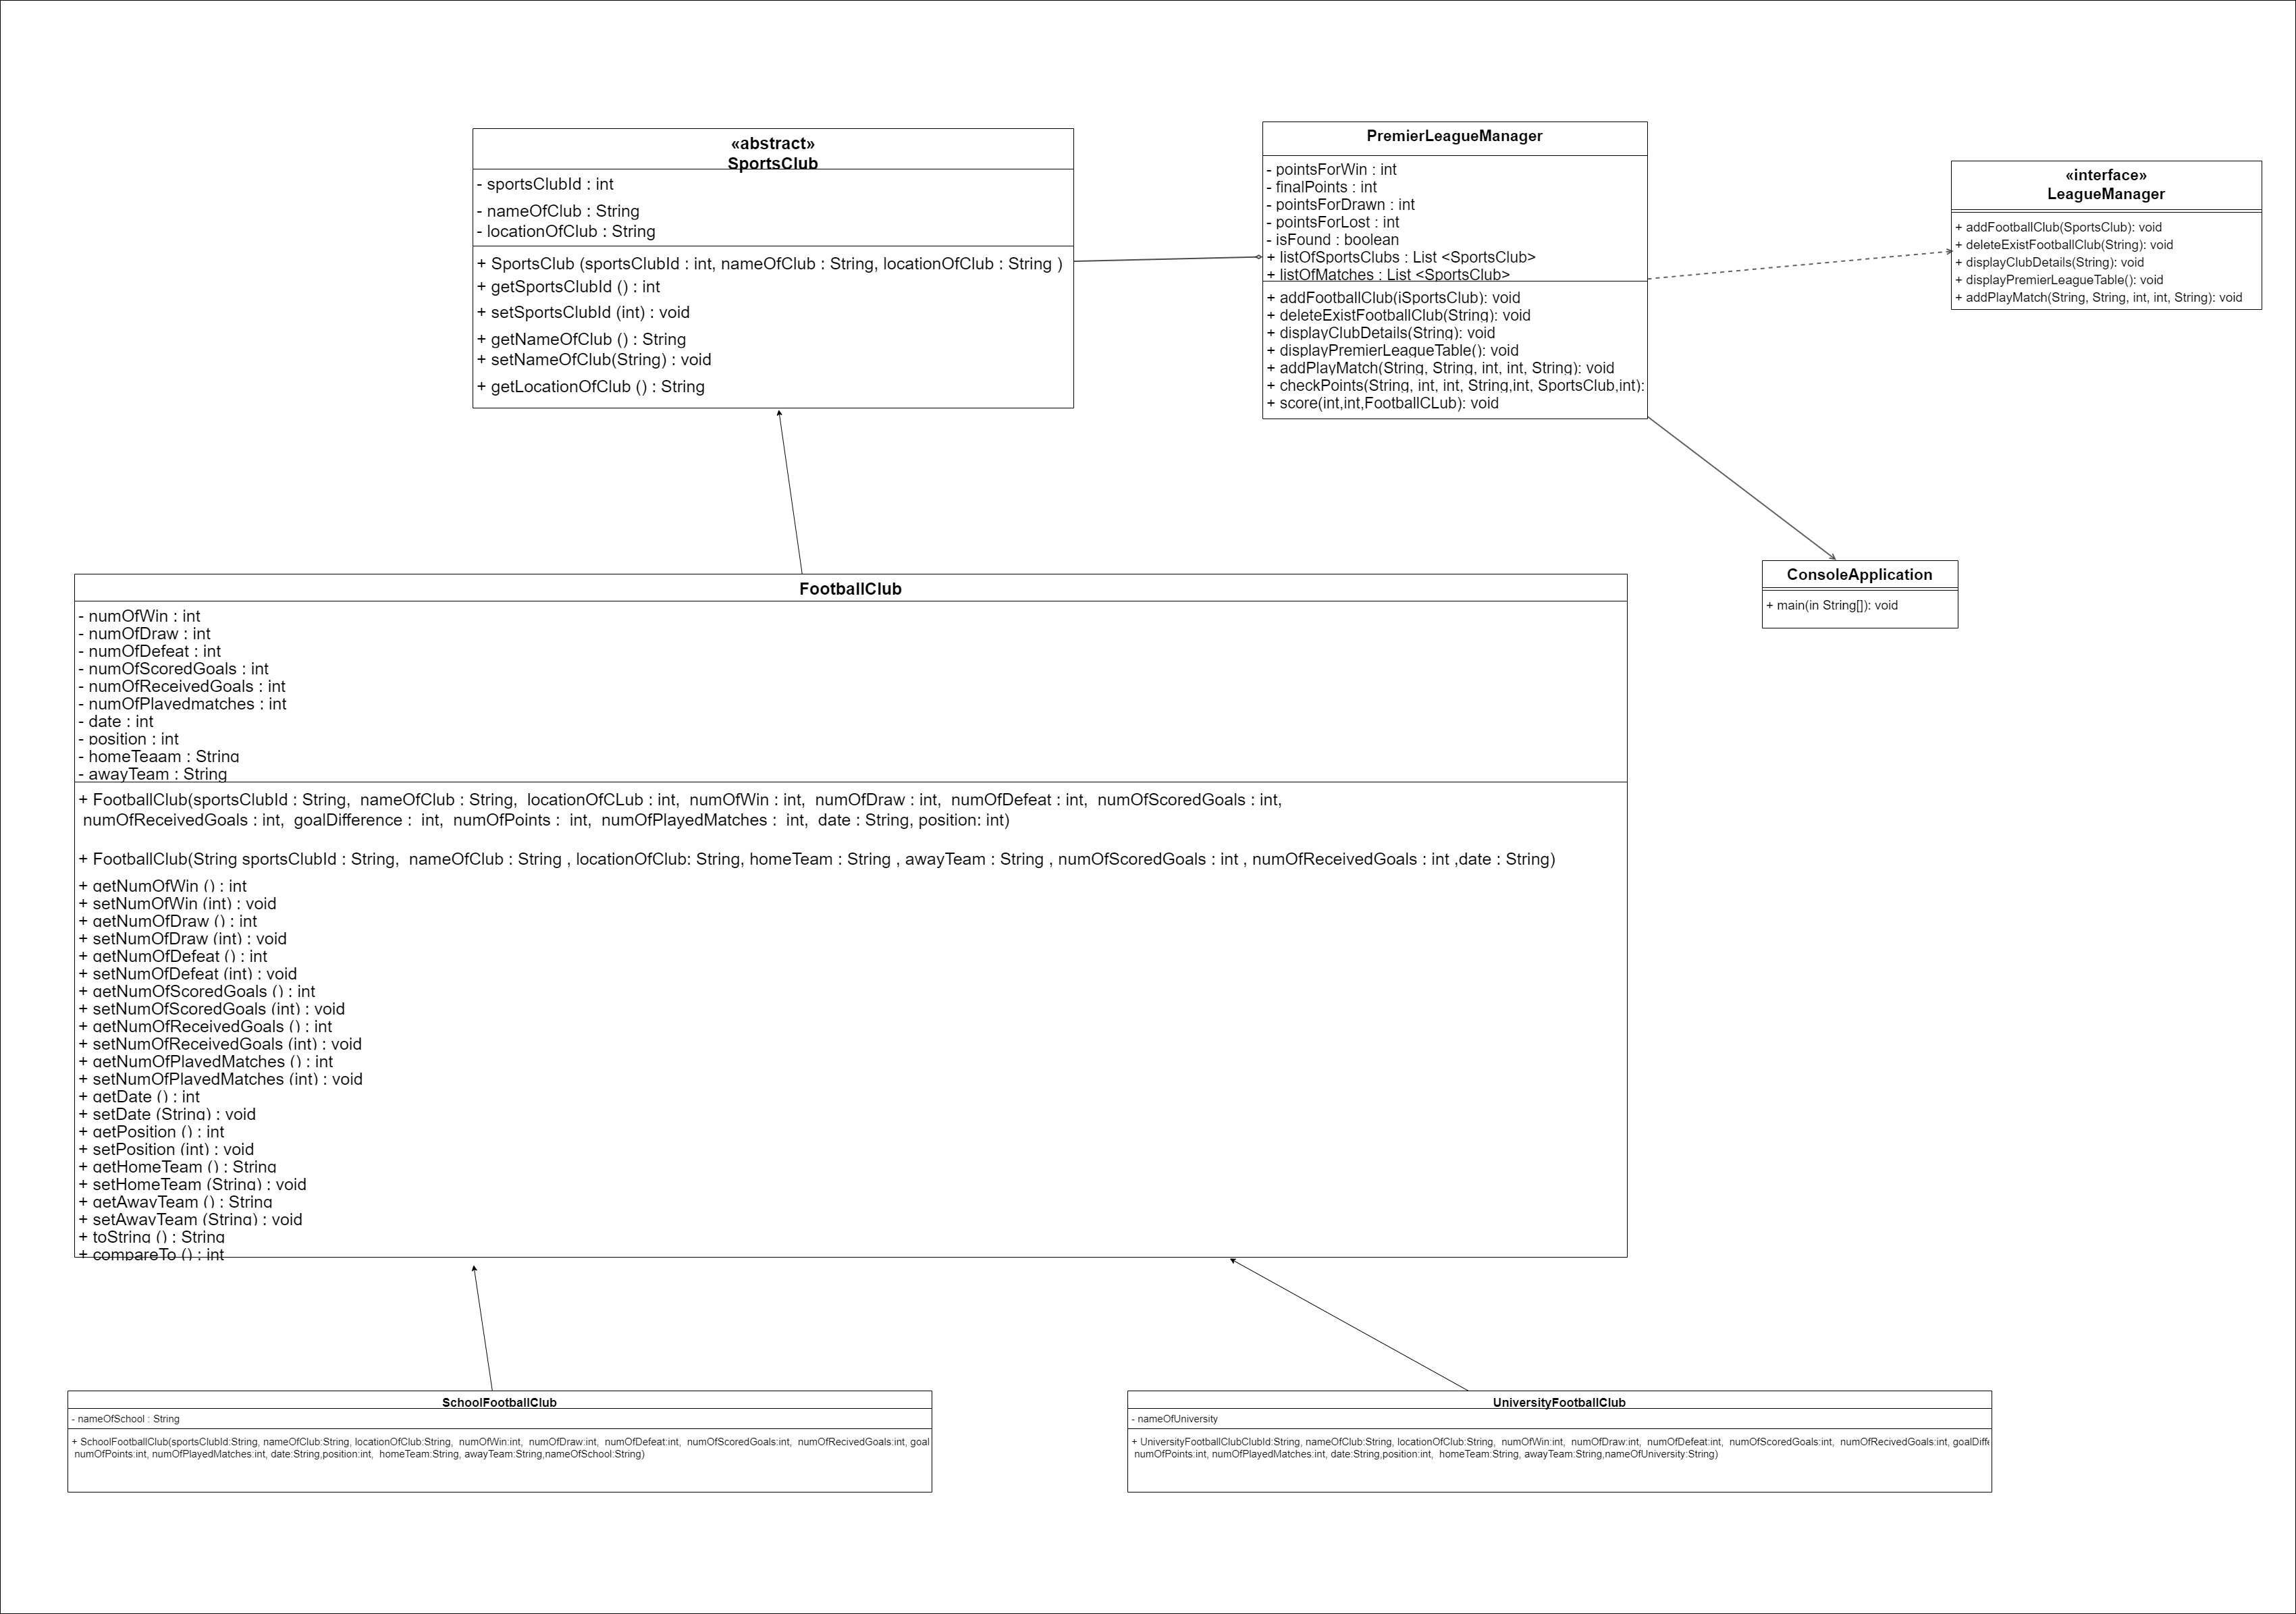 «abstract»
SportsClub
- sportsClubId : int
- nameOfClub : String
- locationOfClub : String
+ SportsClub (sportsClubId : int, nameOfClub : String, locationOfClub : String )
+ getSportsClubId () : int
+ setSportsClubId (int) : void
+ getNameOfClub () : String
+ setNameOfClub(String) : void
+ getLocationOfClub () : String
PremierLeagueManager
- pointsForWin : int
- finalPoints : int
- pointsForDrawn : int
- pointsForLost : int
- isFound : boolean
+ listOfSportsClubs : List <SportsClub>
+ listOfMatches : List <SportsClub>
+ addFootballClub(iSportsClub): void
+ deleteExistFootballClub(String): void
+ displayClubDetails(String): void
+ displayPremierLeagueTable(): void
+ addPlayMatch(String, String, int, int, String): void
+ checkPoints(String, int, int, String,int, SportsClub,int):
+ score(int,int,FootballCLub): void
«interface»
LeagueManager
+ addFootballClub(SportsClub): void
+ deleteExistFootballClub(String): void
+ displayClubDetails(String): void
+ displayPremierLeagueTable(): void
+ addPlayMatch(String, String, int, int, String): void
ConsoleApplication
+ main(in String[]): void
FootballClub
- numOfWin : int
- numOfDraw : int
- numOfDefeat : int
- numOfScoredGoals : int
- numOfReceivedGoals : int
- numOfPlayedmatches : int
- date : int
- position : int
- homeTeaam : String
- awayTeam : String
+ FootballClub(sportsClubId : String, nameOfClub : String, locationOfCLub : int, numOfWin : int, numOfDraw : int, numOfDefeat : int, numOfScoredGoals : int,
numOfReceivedGoals : int, goalDifference : int, numOfPoints : int, numOfPlayedMatches : int, date : String, position: int)
+ FootballClub(String sportsClubId : String, nameOfClub : String , locationOfClub: String, homeTeam : String , awayTeam : String , numOfScoredGoals : int , numOfReceivedGoals : int ,date : String)
+ getNumOfWin () : int
+ setNumOfWin (int) : void
+ getNumOfDraw () : int
+ setNumOfDraw (int) : void
+ getNumOfDefeat () : int
+ setNumOfDefeat (int) : void
+ getNumOfScoredGoals () : int
+ setNumOfScoredGoals (int) : void
+ getNumOfReceivedGoals () : int
+ setNumOfReceivedGoals (int) : void
+ getNumOfPlayedMatches () : int
+ setNumOfPlayedMatches (int) : void
+ getDate () : int
+ setDate (String) : void
+ getPosition () : int
+ setPosition (int) : void
+ getHomeTeam () : String
+ setHomeTeam (String) : void
+ getAwayTeam () : String
+ setAwayTeam (String) : void
+ toString () : String
+ compareTo () : int
SchoolFootballClub
- nameOfSchool : String
+ SchoolFootballClub(sportsClubId:String, nameOfClub:String, locationOfClub:String, numOfWin:int, numOfDraw:int, numOfDefeat:int, numOfScoredGoals:int, numOfRecivedGoals:int, goal
numOfPoints:int, numOfPlayedMatches:int, date:String,position:int, homeTeam:String, awayTeam:String,nameOfSchool:String)
UniversityFootballClub
- nameOfUniversity
+ UniversityFootballClubClubId:String, nameOfClub:String, locationOfClub:String, numOfWin:int, numOfDraw:int, numOfDefeat:int, numOfScoredGoals:int, numOfRecivedGoals:int,
numOfPoints:int, numOfPlayedMatches:int, date:String,position:int, homeTeam:String, awayTeam:String,nameOfUniversity:String)